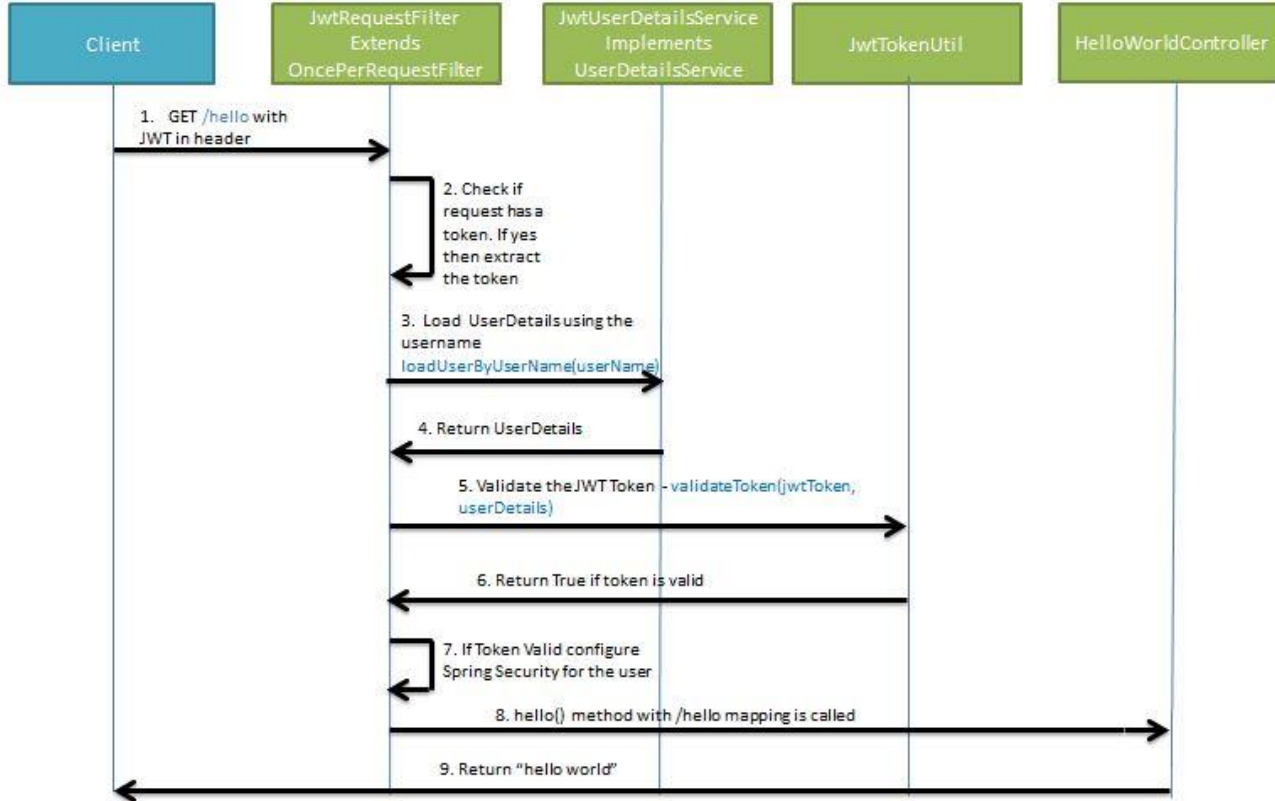 Client
JwtRequestFilter
Extends
OncePerRequestFilter
JwtUserDetailsService
Implements
UserDetailsService
JwtTokenUtil
HelloWorldController
1. GET /hello with
JWT in header
2. Check if
request has a
token. If yes
then extract
the token
3. Load UserDetails using the
username
loadUserByUserName(userName)
4. Return UserDetails
5. Validate the JWT Token - validateToken(jwtToken,
userDetails)
6. Return True if token is valid
7. If Token Valid configure
Spring Security for the user
8. hello() method with /hello mapping is called
9. Return “hello world”